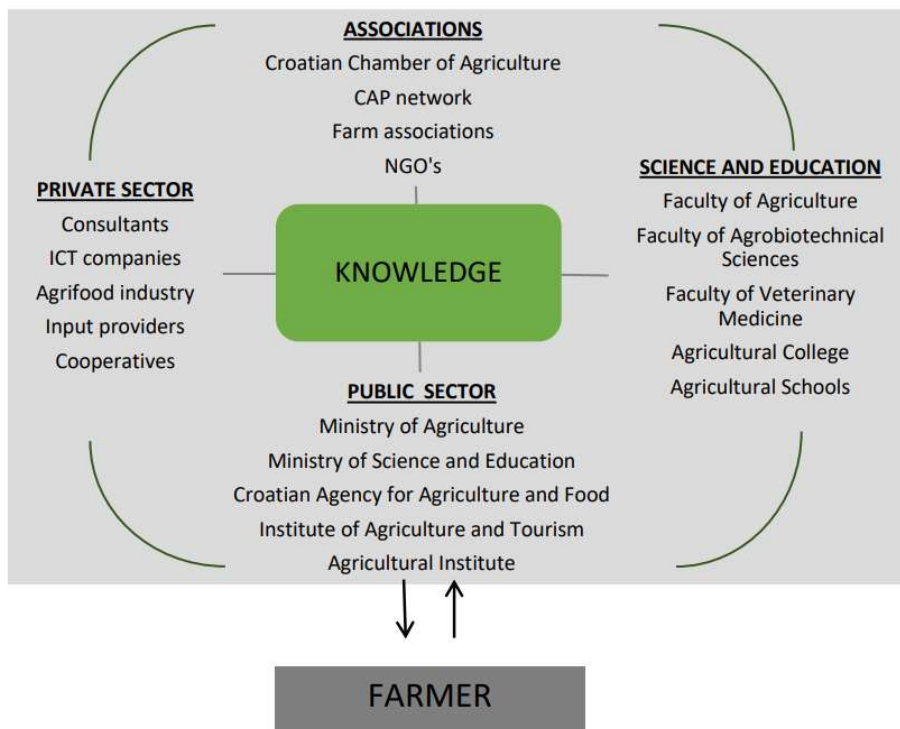 ASSOCIATIONS
Croatian Chamber of Agriculture
CAP network
Farm associations
NGO's
PRIVATE SECTOR
Consultants
ICT companies
Agrifood industry
Input providers
Cooperatives
KNOWLEDGE
SCIENCE AND EDUCATION
Faculty of Agriculture
Faculty of Agrobiotechnical
Sciences
Faculty of Veterinary
Medicine
Agricultural College
Agricultural Schools
PUBLIC SECTOR
Ministry of Agriculture
Ministry of Science and Education
Croatian Agency for Agriculture and Food
Institute of Agriculture and Tourism
Agricultural Institute
FARMER